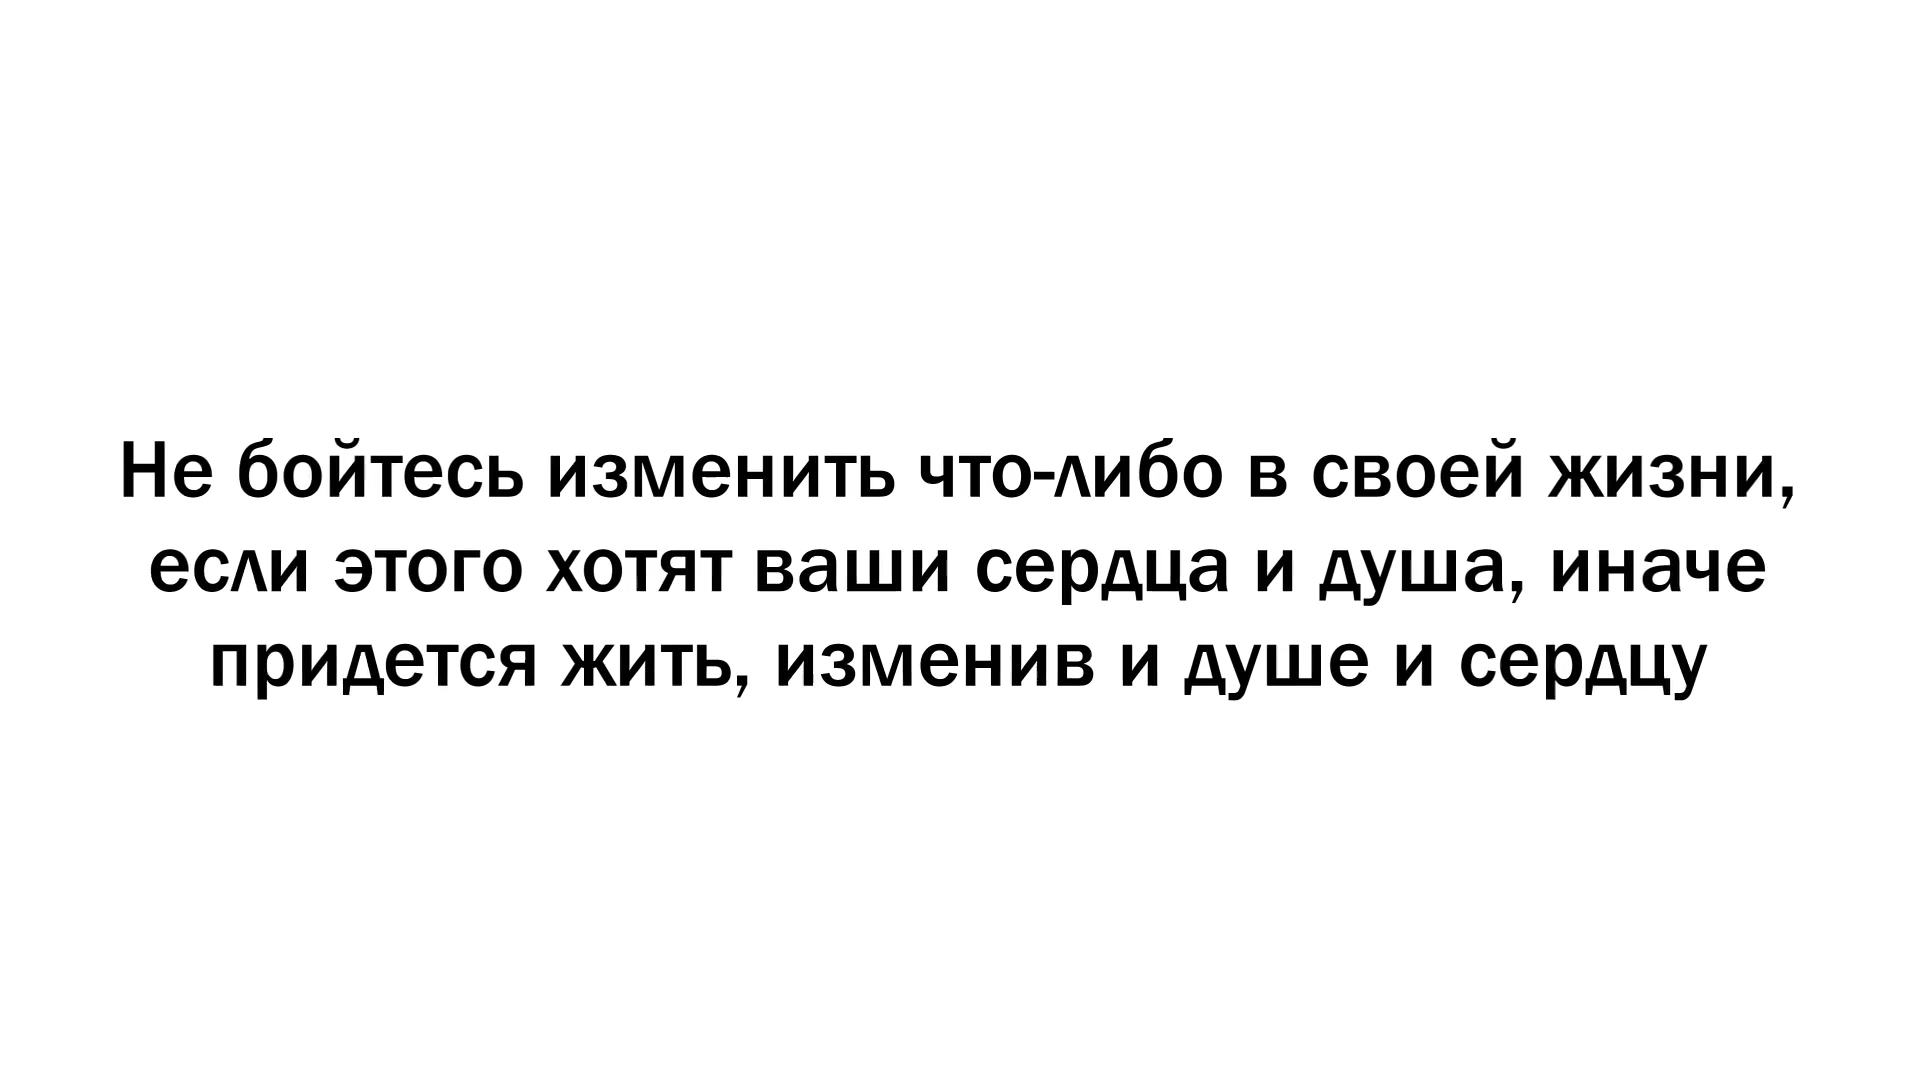 Не бойтесь изменить что-либо в своей жизни,
если этого хотят ваши сердца и душа, иначе
придется жить, изменив и душе и сердцу